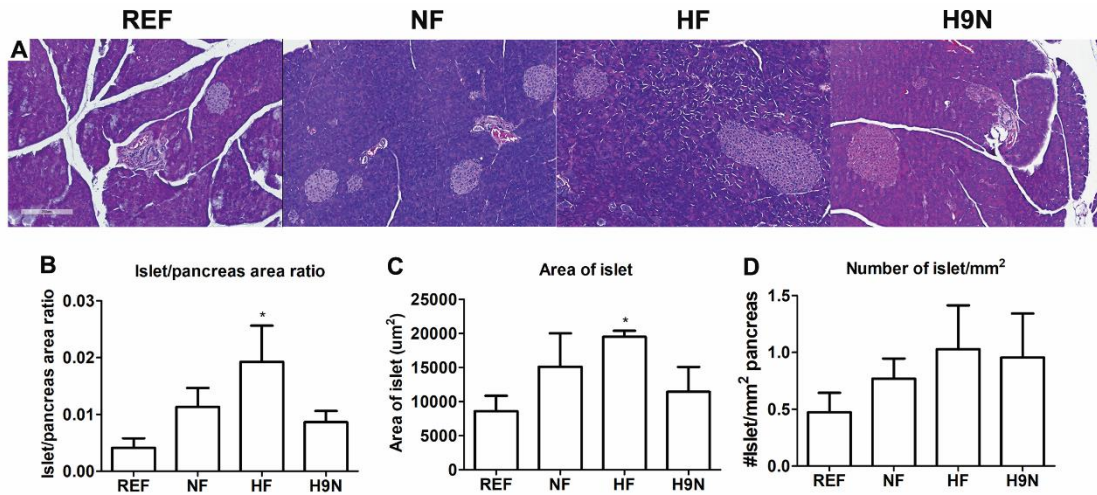 REF NF HF H9N
A
B Islet/pancreas area ratio
Islet/pancreas area ratio
0.03
0.02
0.01
0.00
*
REF NF HF H9N
C Area of islet
Area of islet (um²)
25000
20000
15000
10000
5000
0
*
REF NF HF H9N
D Number of islet/mm²
#Islet/mm² pancreas
1.5
1.0
0.5
0.0
REF NF HF H9N